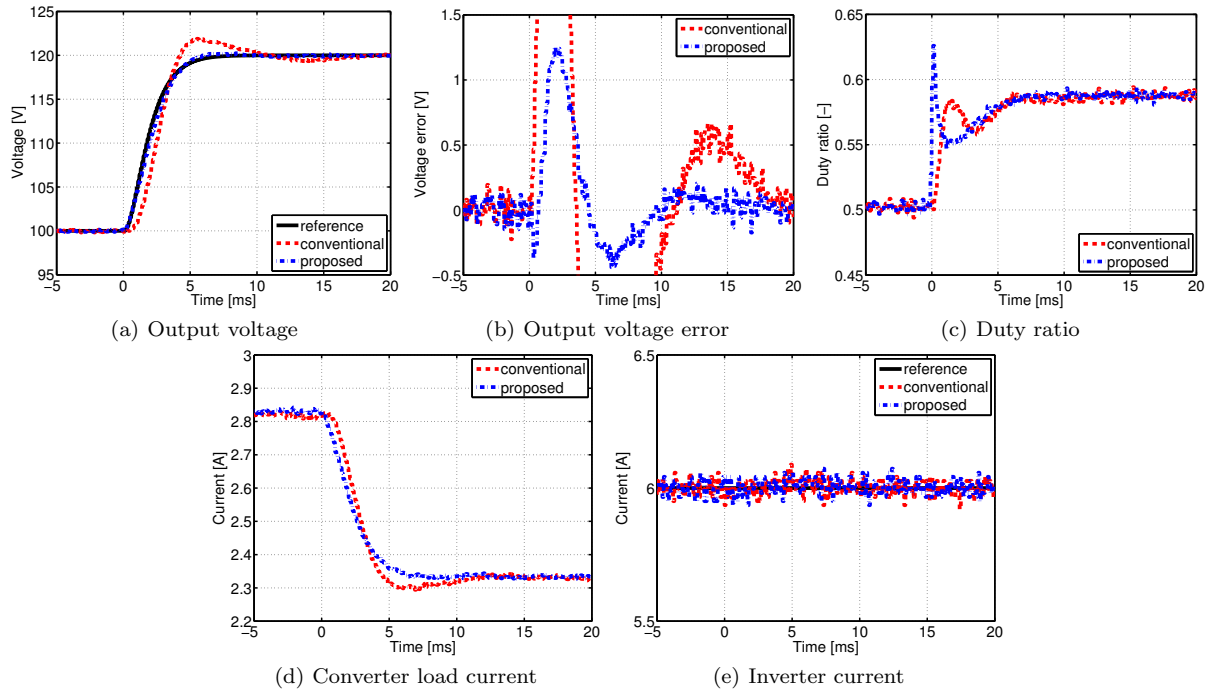 120
115
110
105
100
95
Voltage [V]
−5 0 5 10 15 20
Time [ms]
reference
conventional
proposed
(a) Output voltage
1.5
1
0.5
0
−0.5
Voltage error [V]
−5 0 5 10 15 20
Time [ms]
conventional
proposed
(b) Output voltage error
0.65
0.6
0.55
0.5
0.45
Duty ratio [−]
−5 0 5 10 15 20
Time [ms]
conventional
proposed
(c) Duty ratio
3
2.9
2.8
2.7
2.6
2.5
2.4
2.3
2.2
Current [A]
−5 0 5 10 15 20
Time [ms]
conventional
proposed
(d) Converter load current
6.5
6
5.5
Current [A]
−5 0 5 10 15 20
Time [ms]
reference
conventional
proposed
(e) Inverter current